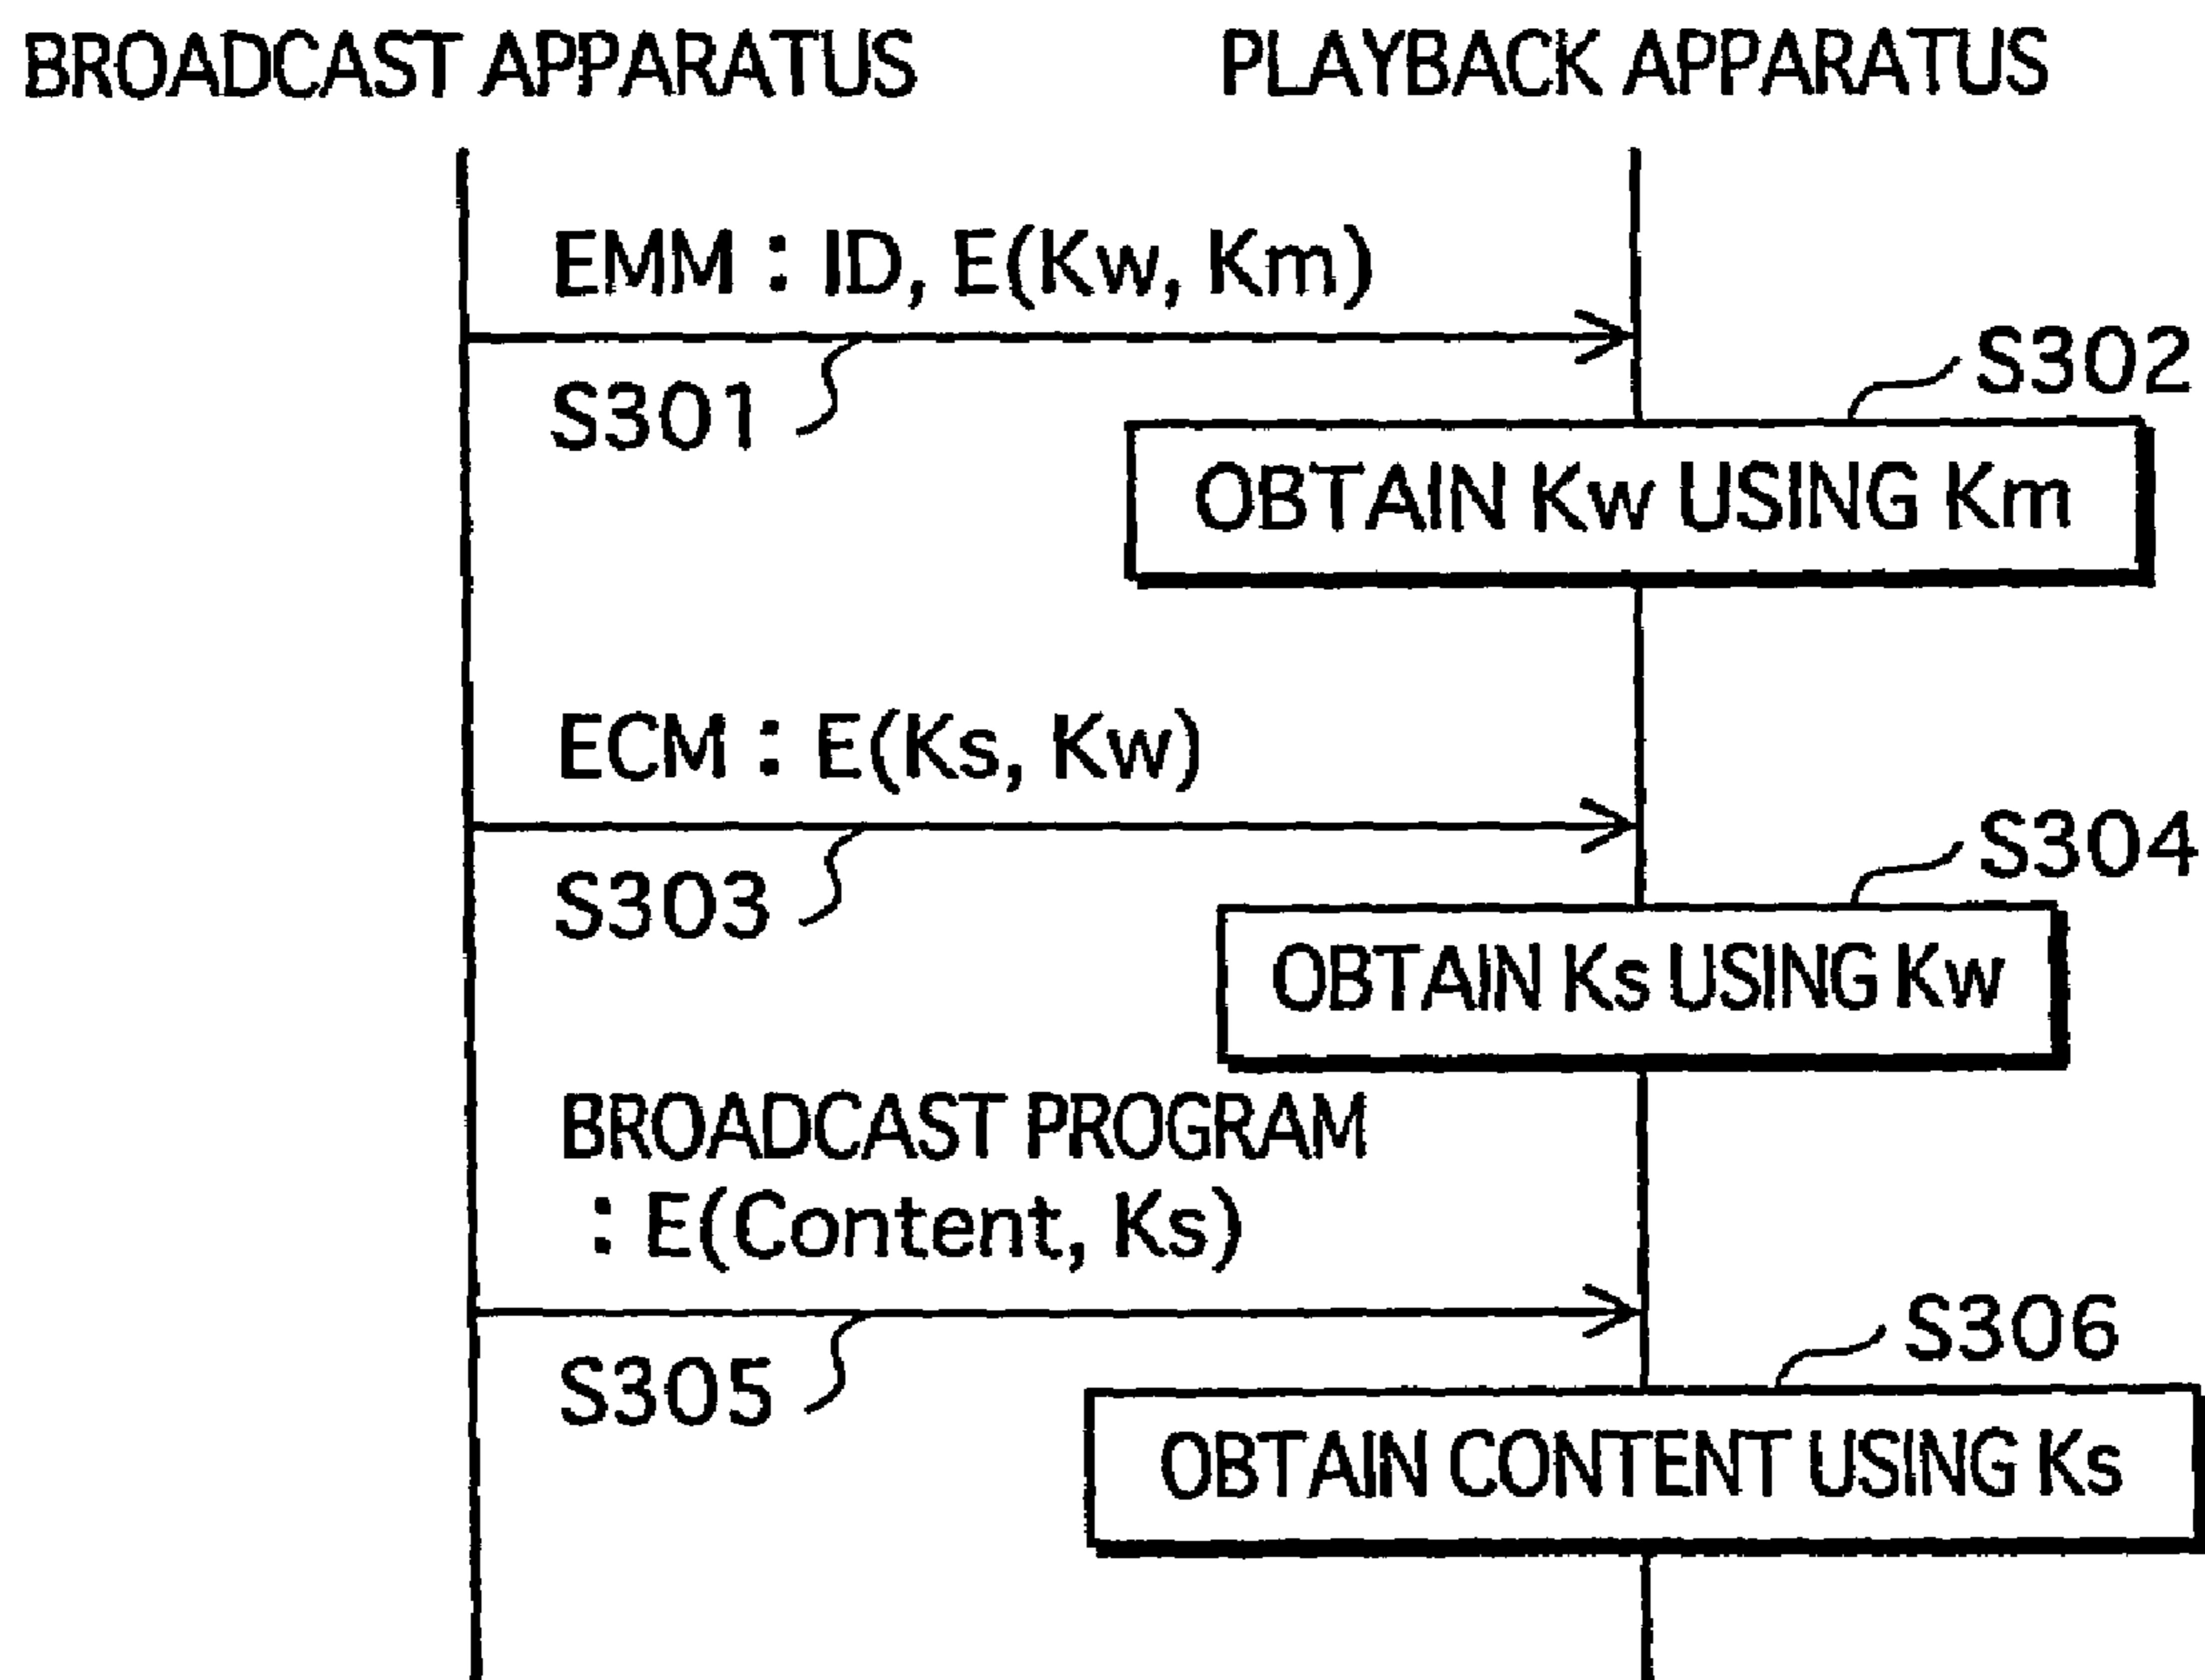 BROADCAST APPARATUS
PLAYBACK APPARATUS
EMM : ID, E(Kw, Km)
S301
S302
OBTAIN Kw USING Km
ECM : E(Ks, Kw)
S303
S304
OBTAIN Ks USING Kw
BROADCAST PROGRAM
: E(Content, Ks)
S305
S306
OBTAIN CONTENT USING Ks